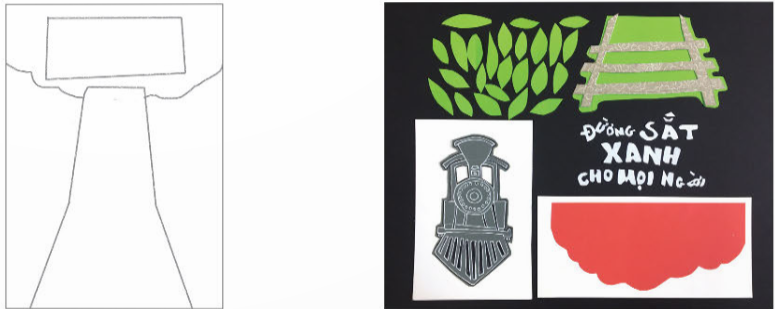 ĐƯỜNG SẮT
XANH
CHO MỌI NGƯỜI